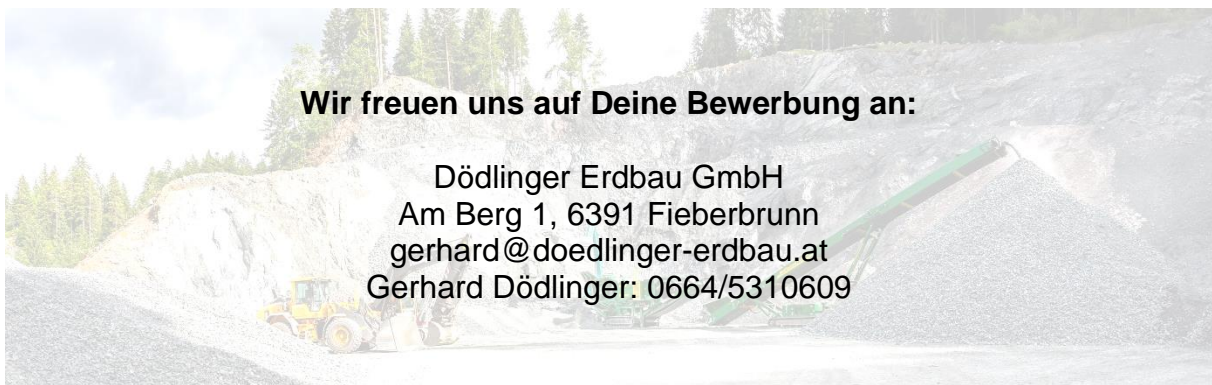 Wir freuen uns auf Deine Bewerbung an:
Dödlinger Erdbau GmbH
Am Berg 1, 6391 Fieberbrunn
gerhard@doedlinger-erdbau.at
Gerhard Dödlinger: 0664/5310609